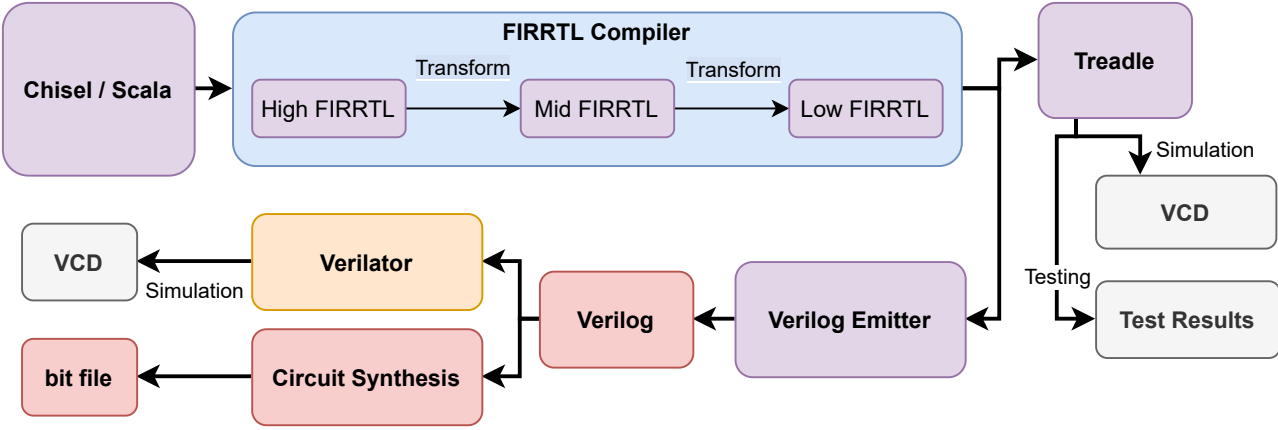 Chisel / Scala
FIRRTL Compiler
High FIRRTL
Transform
Mid FIRRTL
Transform
Low FIRRTL
Treadle
Simulation
VCD
Testing
Test Results
Verilog Emitter
Verilog
Verilator
Simulation
VCD
Circuit Synthesis
bit file